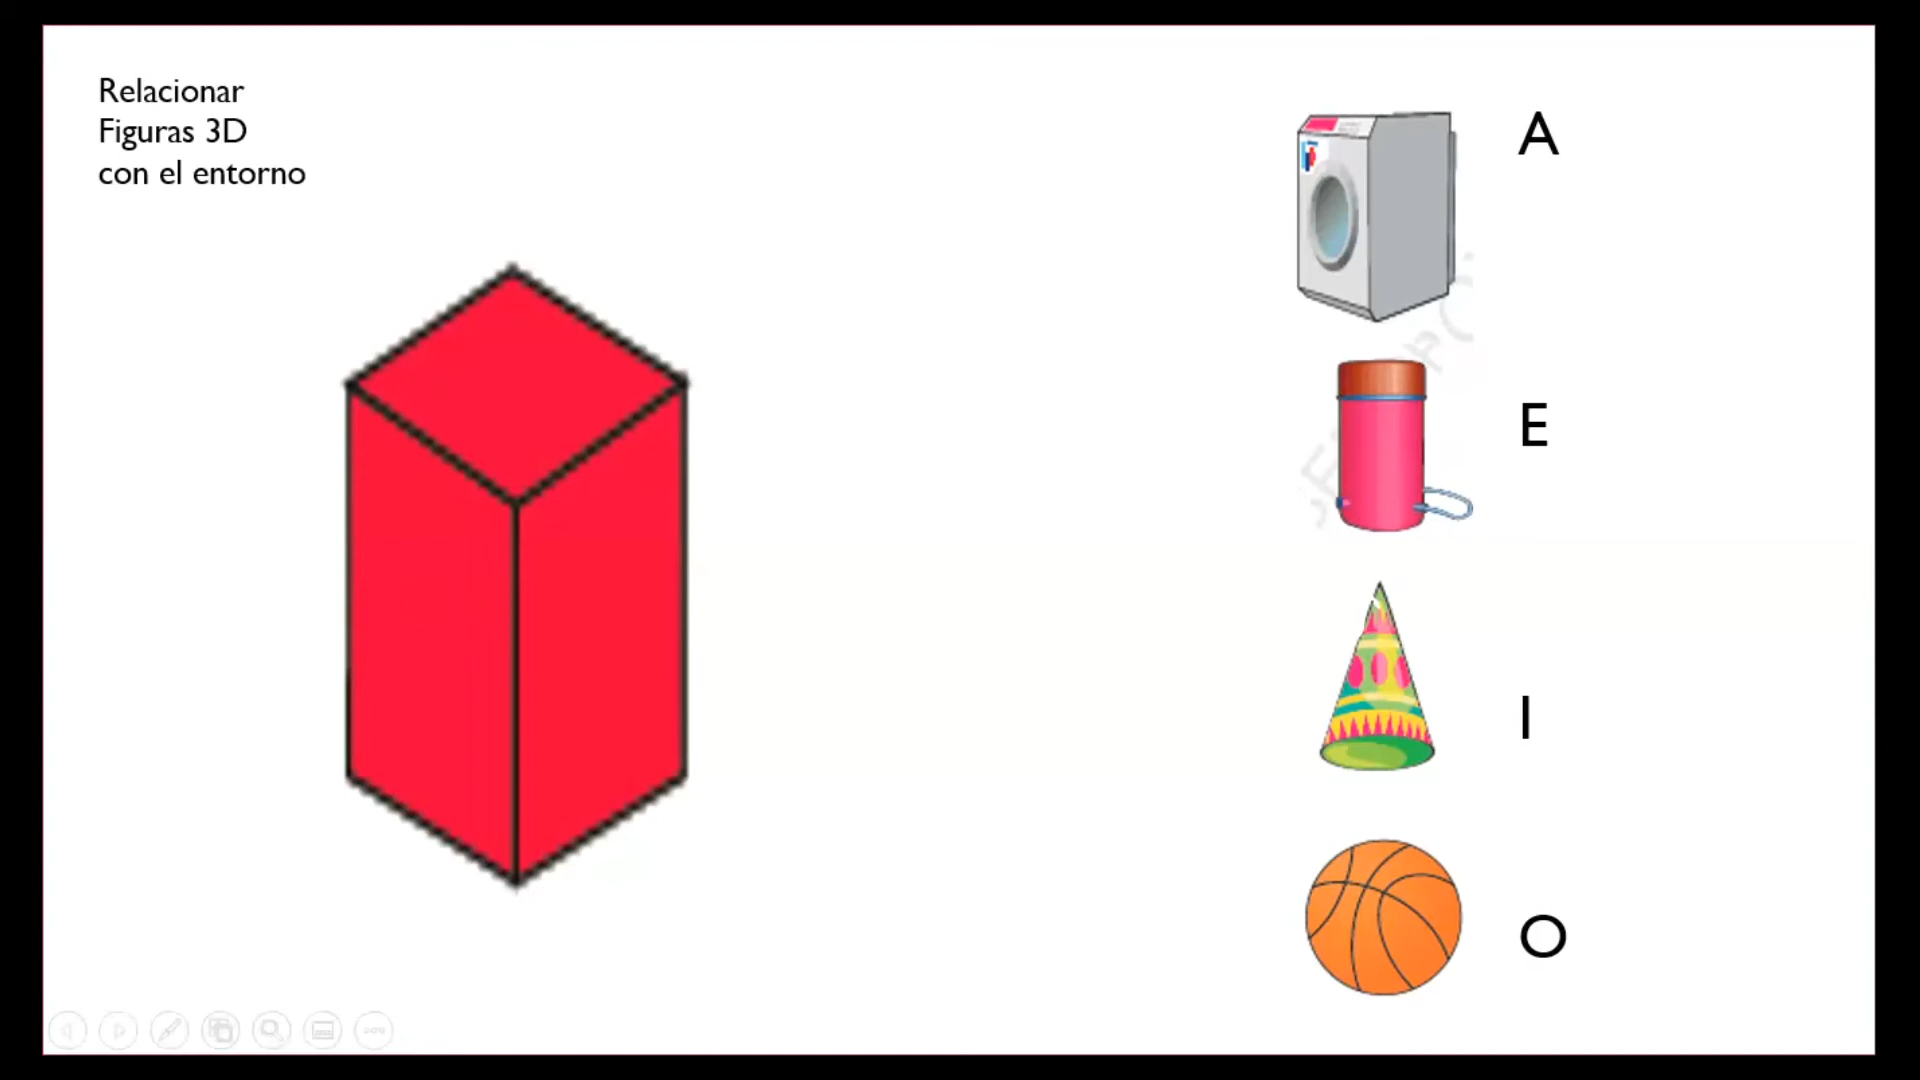 Relacionar
Figuras 3D
con el entorno
A
E
I
O